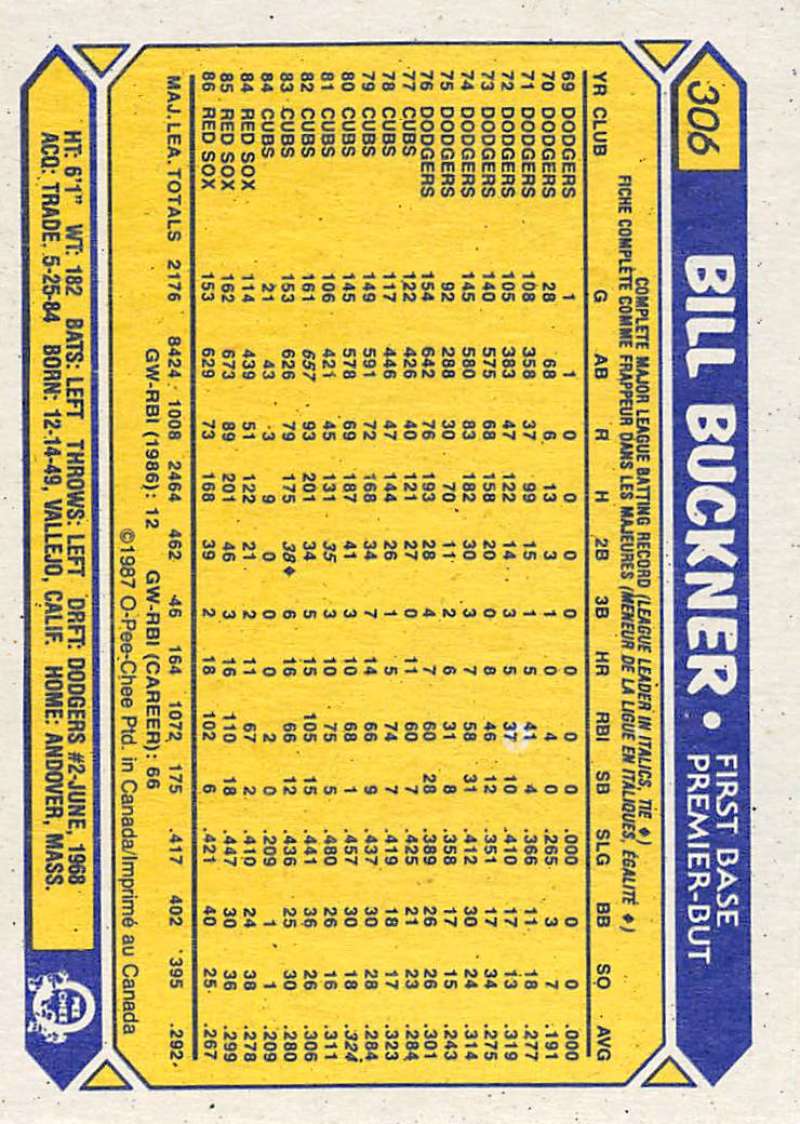 306
BILL BUCKNER • FIRST BASE
PREMIER-BUT
COMPLETE MAJOR LEAGUE BATTING RECORD (LEAGUE LEADER IN ITALICS, TIE ♦)
FICHE COMPLÈTE COMME FRAPPEUR DANS LES MAJEURES (MENEUR DE LA LIGUE EN ITALIQUES, ÉGALITÉ ♦)
YR CLUB G AB R H 2B 3B HR RBI SB SLG BB SO AVG
69 DODGERS 1 1 0 0 0 0 0 0 0 .000 0 0 .000
70 DODGERS 28 68 6 13 3 1 0 4 0 .265 3 7 .191
71 DODGERS 108 358 37 99 15 1 5 41 4 .366 11 18 .277
72 DODGERS 105 383 47 122 14 3 5 37 10 .410 17 13 .319
73 DODGERS 140 575 68 158 20 0 8 46 12 .351 17 34 .275
74 DODGERS 145 580 83 182 30 3 7 58 31 .412 30 24 .314
75 DODGERS 92 288 30 70 11 2 6 31 8 .358 17 15 .243
76 DODGERS 154 642 76 193 28 4 7 60 28 .389 26 26 .301
77 CUBS 122 426 40 121 27 0 11 60 7 .425 21 23 .284
78 CUBS 117 446 47 144 26 1 5 74 7 .419 18 17 .323
79 CUBS 149 591 72 168 34 7 14 66 9 .437 30 28 .284
80 CUBS 145 578 69 187 41 3 10 68 1 .457 30 18 .324
81 CUBS 106 421 45 131 35 3 10 75 5 .480 26 16 .311
82 CUBS 161 657 93 201 34 5 15 105 15 .441 36 26 .306
83 CUBS 153 626 79 175 38♦ 6 16 66 12 .436 25 30 .280
84 CUBS 21 43 3 9 0 0 0 2 0 .209 1 1 .209
84 RED SOX 114 439 51 122 21 2 11 67 2 .410 24 38 .278
85 RED SOX 162 673 89 201 46 3 16 110 18 .447 30 36 .299
86 RED SOX 153 629 73 168 39 2 18 102 6 .421 40 25 .267
MAJ. LEA. TOTALS 2176 8424 1008 2464 462 46 164 1072 175 .417 402 395 .292
GW-RBI (1986): 12 GW-RBI (CAREER): 66
©1987 O-Pee-Chee Ptd. in Canada/Imprimé au Canada
HT: 6'1" WT: 182 BATS: LEFT THROWS: LEFT DRFT: DODGERS #2-JUNE, 1968
ACQ: TRADE, 5-25-84 BORN: 12-14-49, VALLEJO, CALIF. HOME: ANDOVER, MASS.
O PEE CHEE